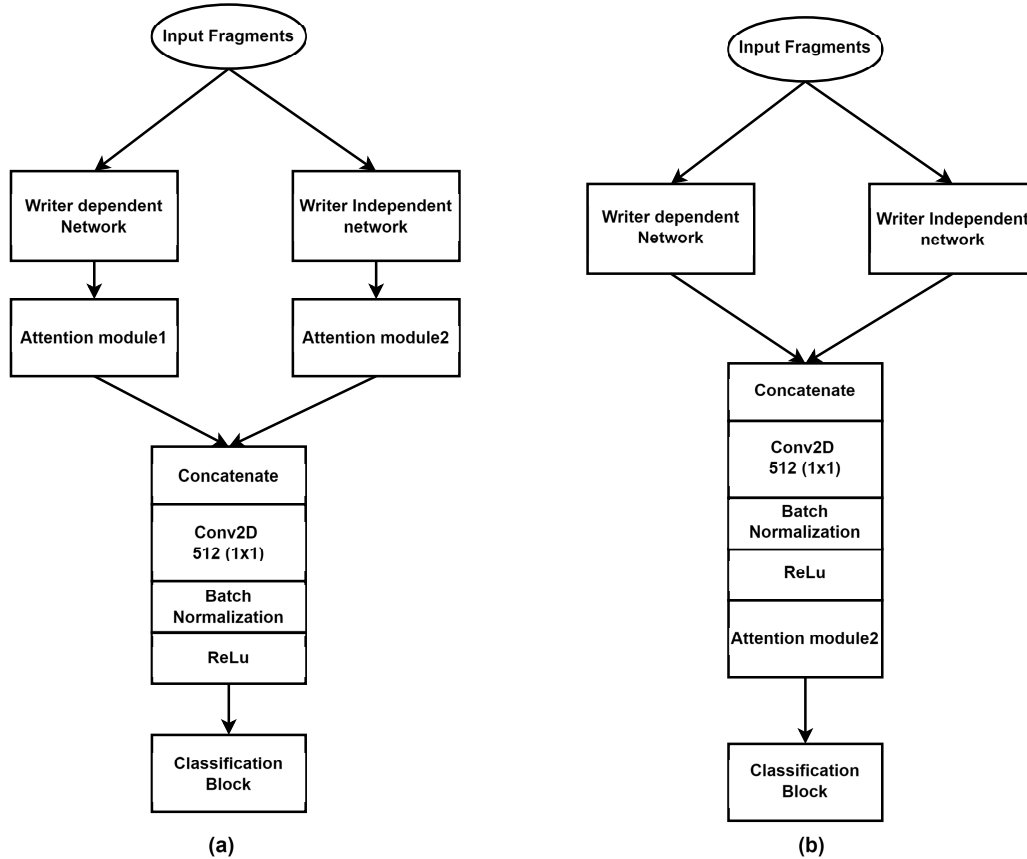 Input Fragments
Writer dependent
Network
Writer Independent
network
Attention module1
Attention module2
Concatenate
Conv2D
512 (1x1)
Batch
Normalization
ReLu
Classification
Block
(a)
Input Fragments
Writer dependent
Network
Writer Independent
network
Concatenate
Conv2D
512 (1x1)
Batch
Normalization
ReLu
Attention module2
Classification
Block
(b)